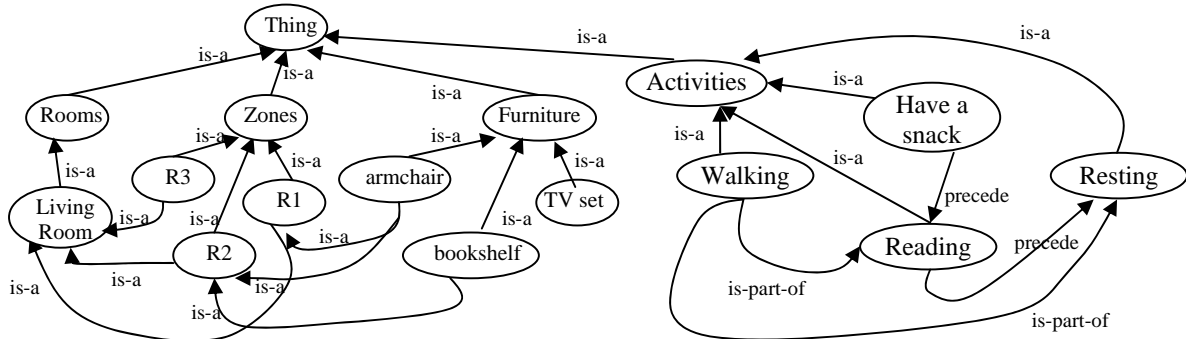 Thing
is-a
is-a
is-a
is-a
is-a
is-a
Activities
is-a
Have a
snack
Rooms
Zones
Furniture
is-a
is-a
is-a
is-a
is-a
is-a
is-a
R3
R1
armchair
TV set
Walking
precede
Resting
Living
Room
is-a
is-a
is-a
is-a
R2
bookshelf
Reading
precede
is-a
is-a
is-a
is-a
is-part-of
is-part-of